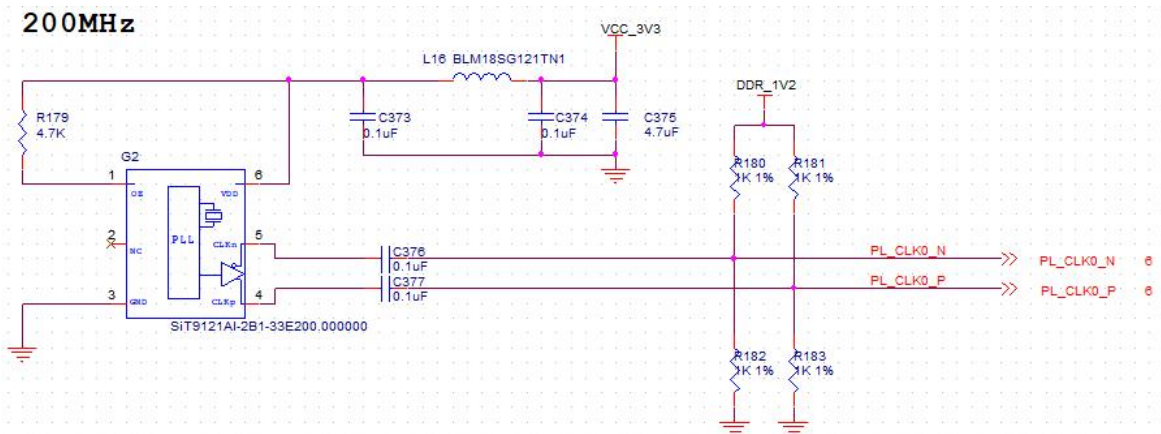 200MHz
VCC_3V3
L16 BLM18SG121TN1
DDR_1V2
R179
4.7K
C373
0.1uF
C374
0.1uF
C375
4.7uF
G2
R180
1K 1%
R181
1K 1%
1
OE
VDD
6
2
NC
PLL
CLKn
5
C376
0.1uF
PL_CLK0_N
PL_CLK0_N 6
3
GND
CLKp
4
C377
0.1uF
PL_CLK0_P
PL_CLK0_P 6
SiT9121AI-2B1-33E200.000000
R182
1K 1%
R183
1K 1%